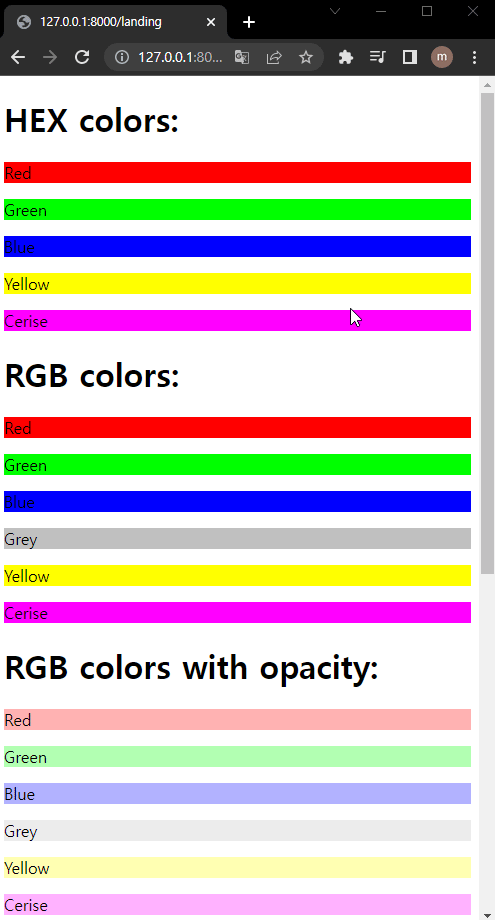 127.0.0.1:8000/landing
127.0.0.1:80...
m
HEX colors:
Red
Green
Blue
Yellow
Cerise
RGB colors:
Red
Green
Blue
Grey
Yellow
Cerise
RGB colors with opacity:
Red
Green
Blue
Grey
Yellow
Cerise